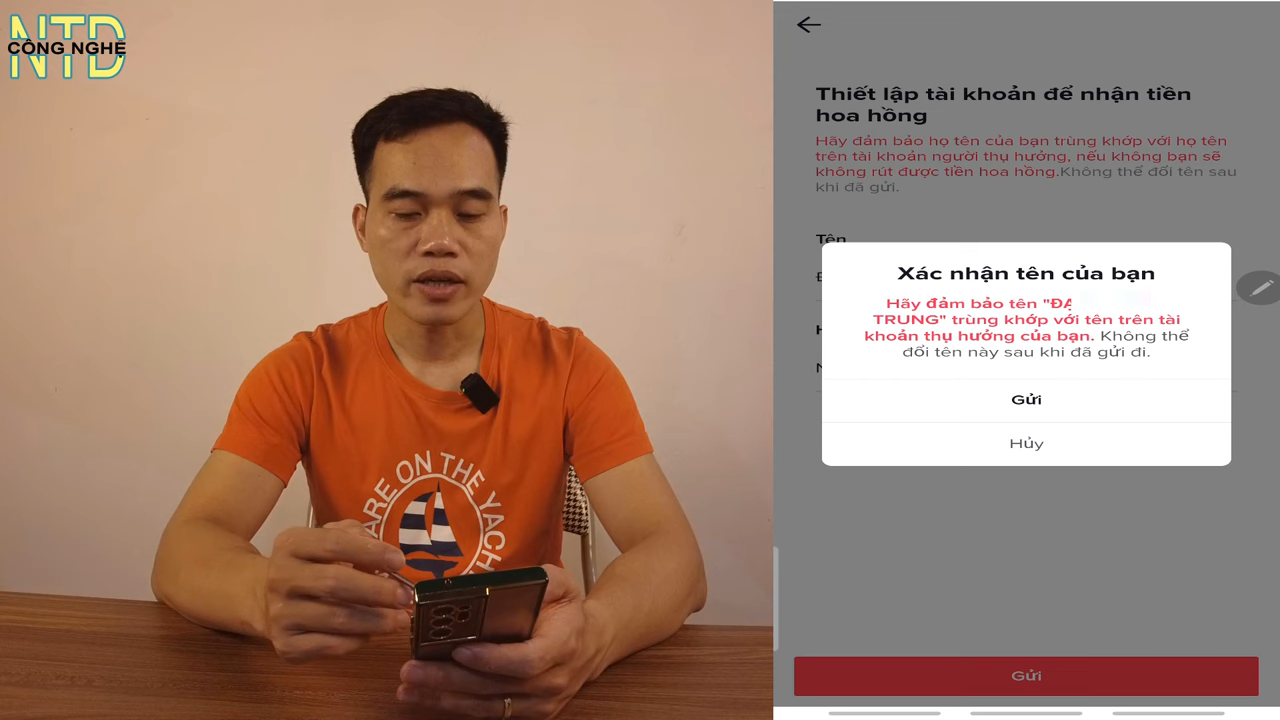 NTD
CÔNG NGHỆ
ARE ON THE YACH
Thiết lập tài khoản để nhận tiền
hoa hồng
Hãy đảm bảo họ tên của bạn trùng khớp với họ tên
trên tài khoản người thụ hưởng, nếu không bạn sẽ
không rút được tiền hoa hồng.Không thể đổi tên sau
khi đã gửi.
Tên
Xác nhận tên của bạn
Hãy đảm bảo tên "ĐẠ
TRUNG" trùng khớp với tên trên tài
khoản thụ hưởng của bạn. Không thể
đổi tên này sau khi đã gửi đi.
Gửi
Hủy
Gửi